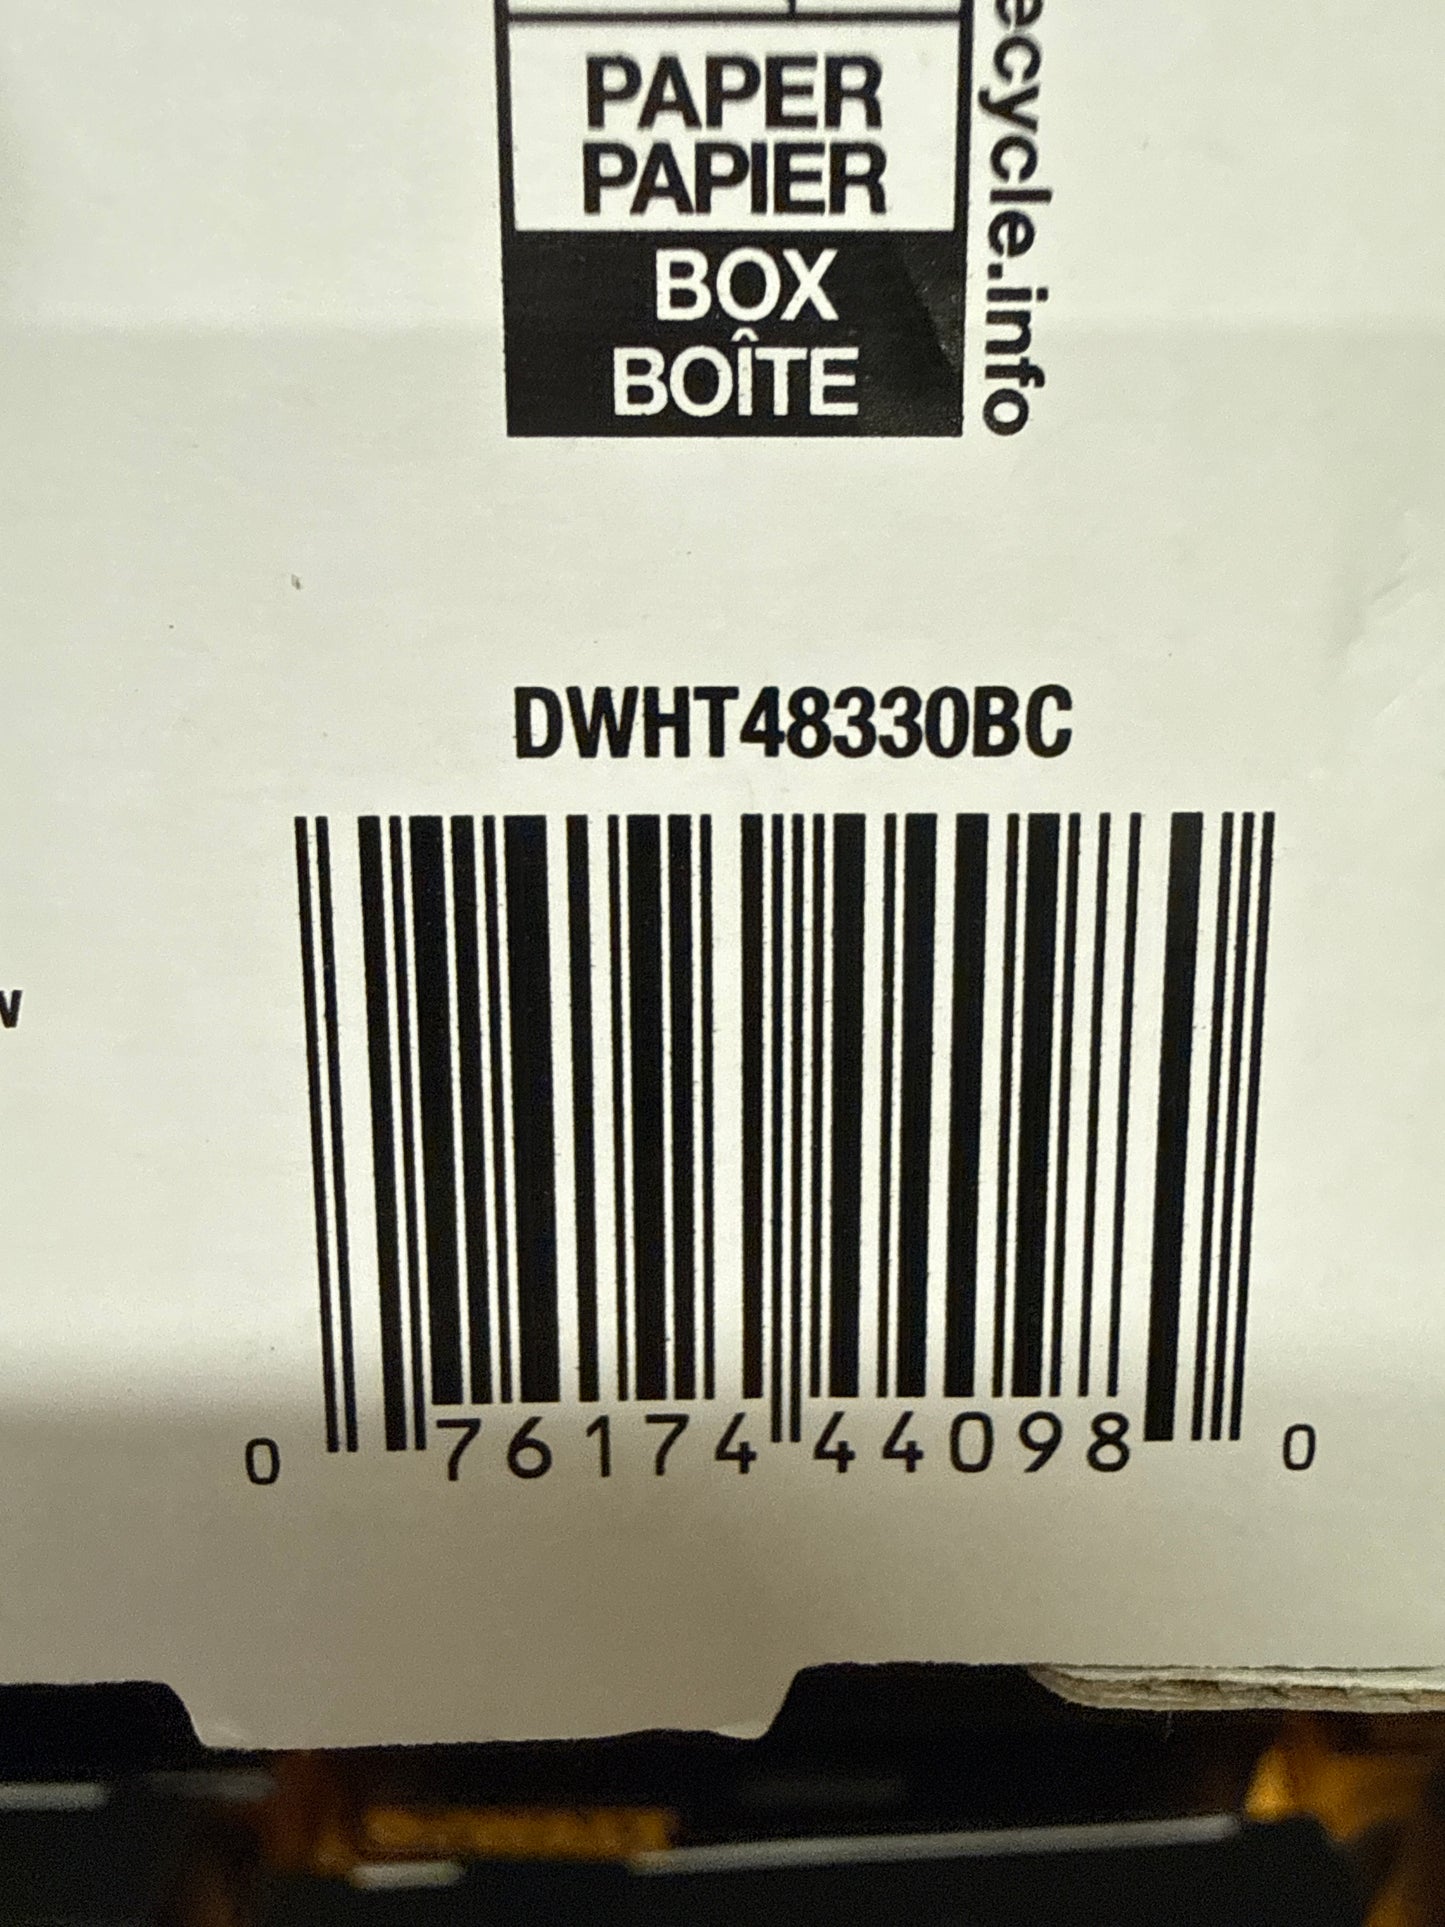 PAPER
PAPIER
BOX
BOÎTE
ecycle.info
DWHT48330BC
0 76174 44098 0